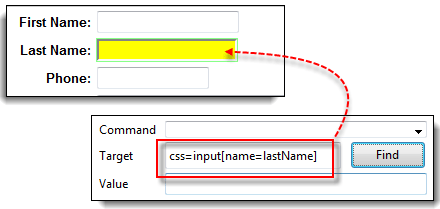 First Name:
Last Name:
Phone:
Command
Target css=input[name=lastName] Find
Value